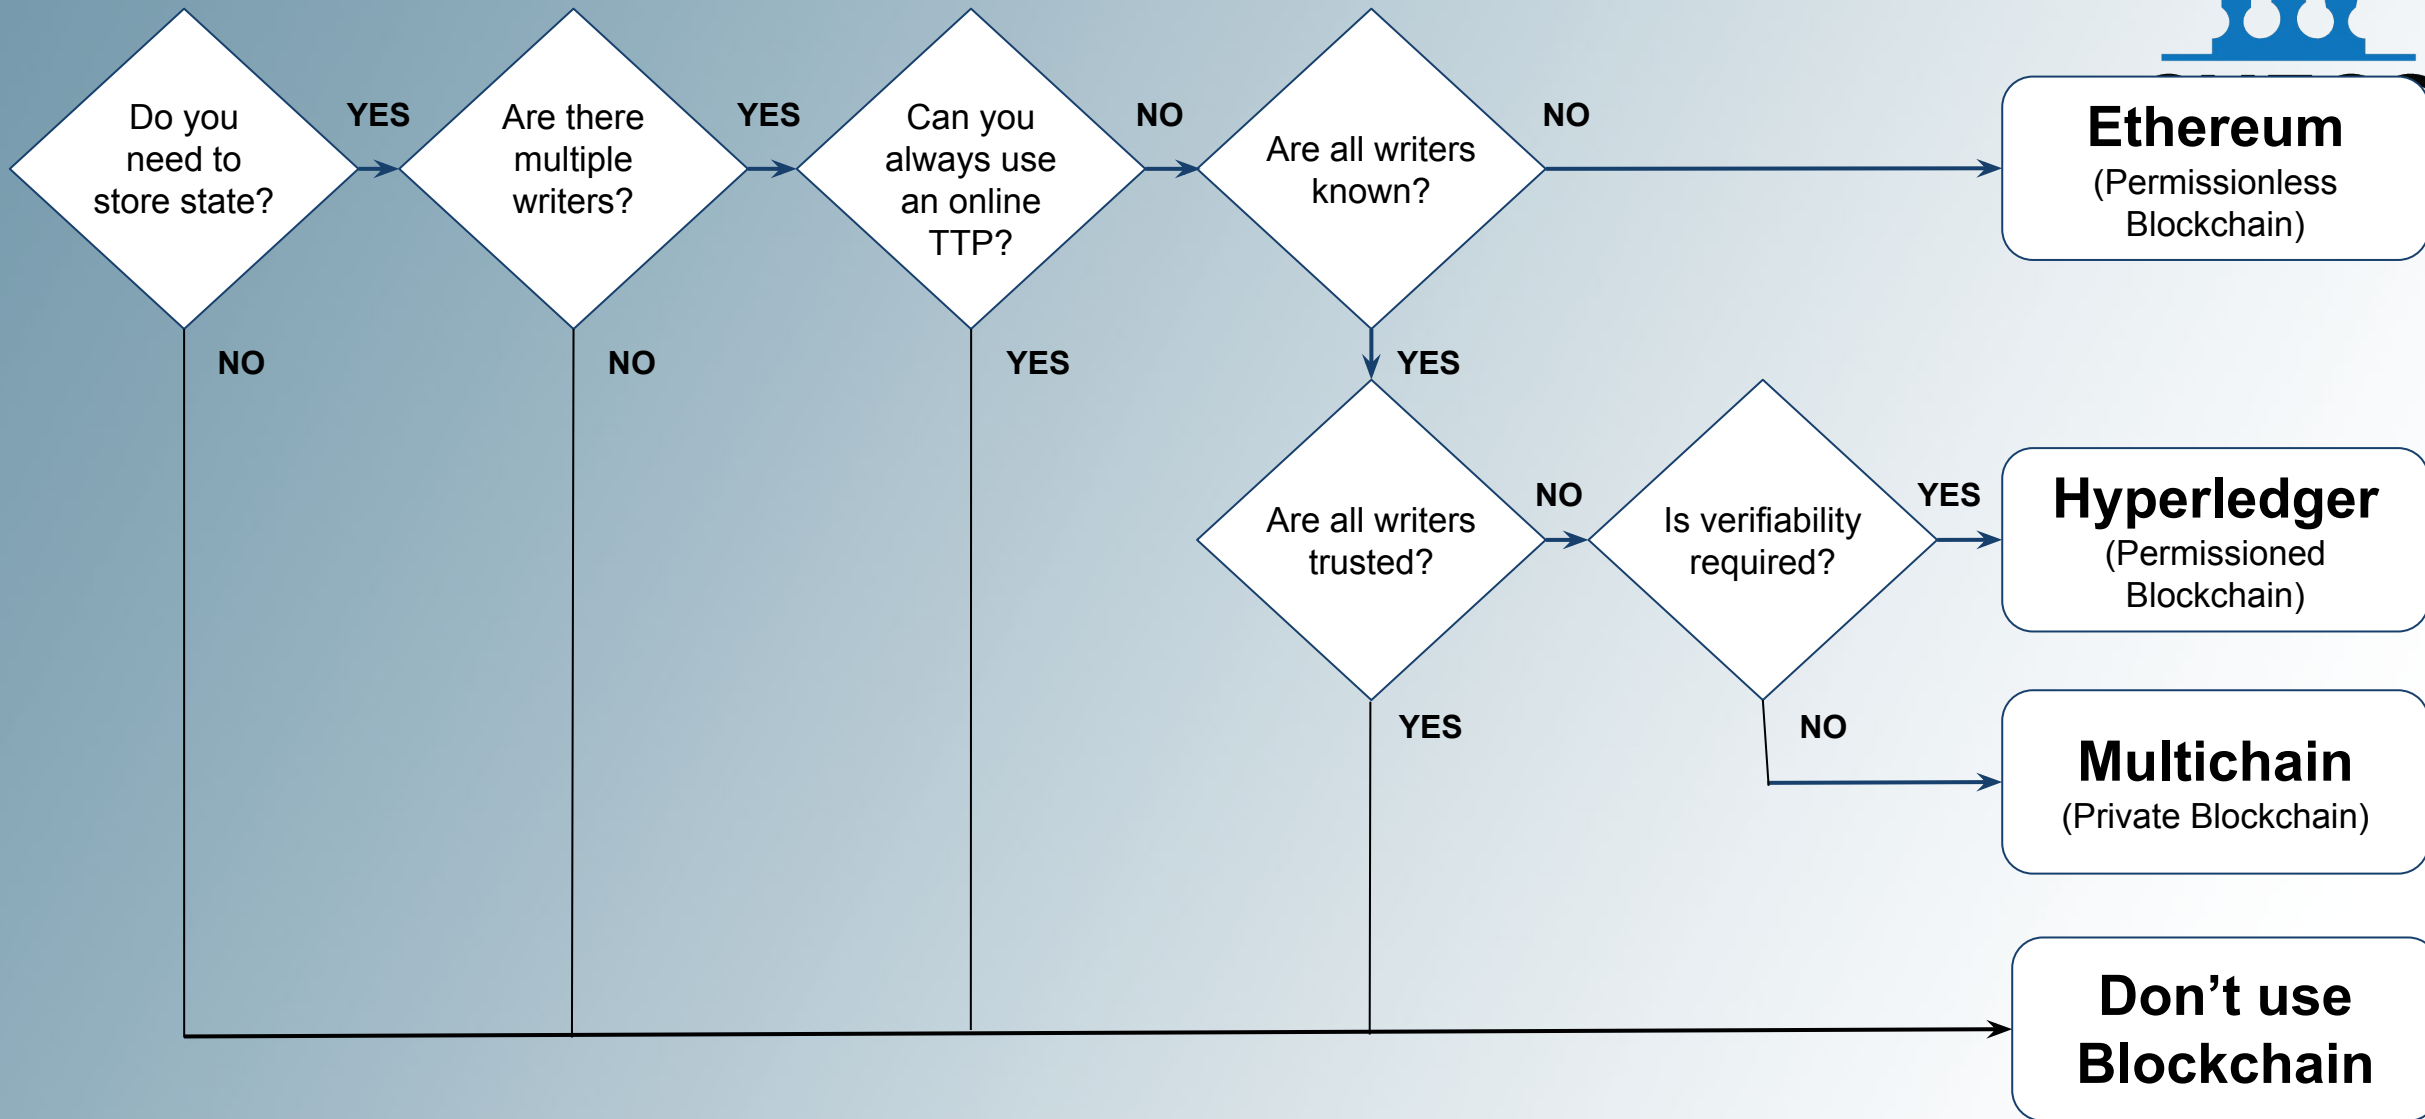 Do you
need to
store state?
YES
Are there
multiple
writers?
YES
Can you
always use
an online
TTP?
NO
Are all writers
known?
NO
Ethereum
(Permissionless
Blockchain)
NO
NO
YES
YES
Are all writers
trusted?
NO
Is verifiability
required?
YES
Hyperledger
(Permissioned
Blockchain)
YES
NO
Multichain
(Private Blockchain)
Don’t use
Blockchain